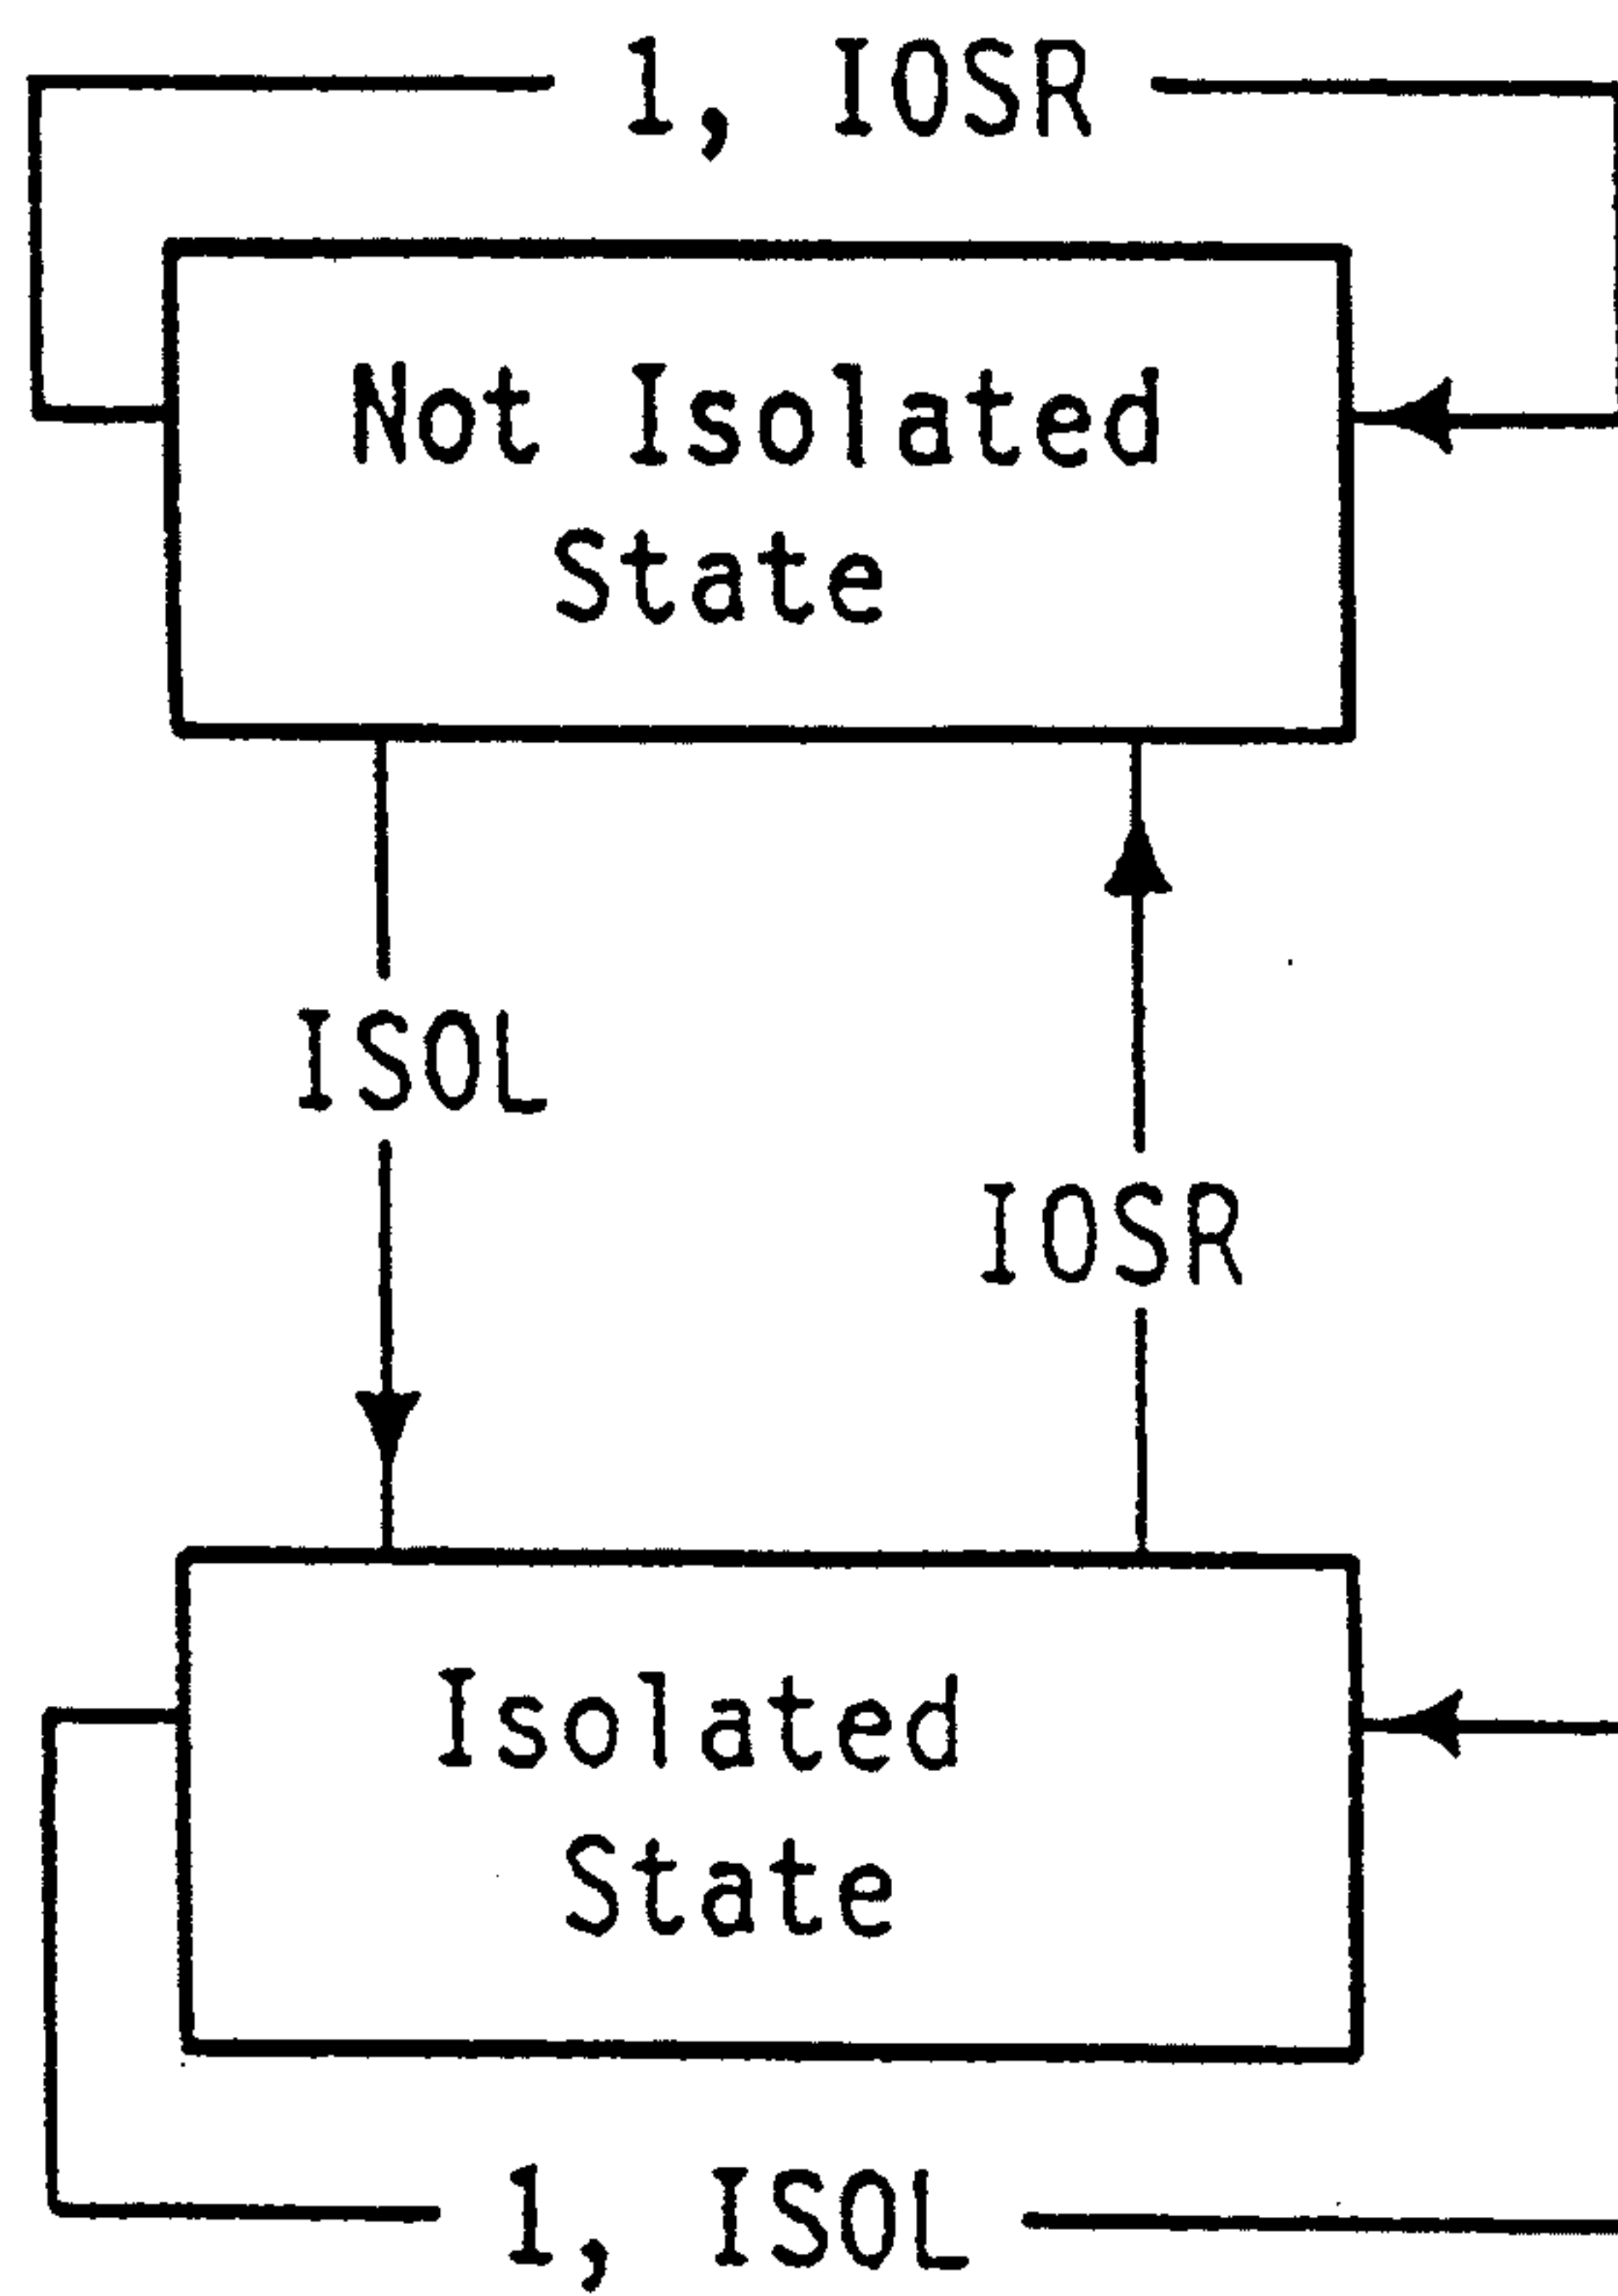 1, IOSR
Not Isolated
State
ISOL
IOSR
Isolated
State
1, ISOL